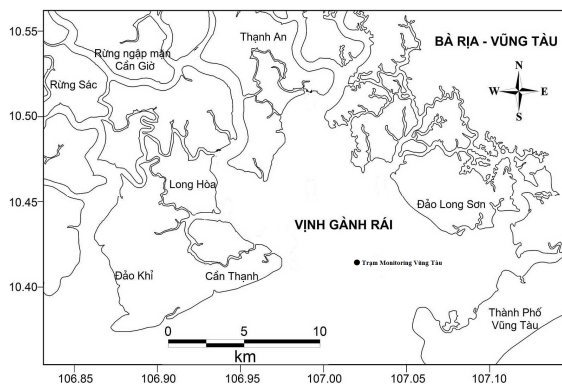 10.55
10.50
10.45
10.40
Thạnh An
BÀ RỊA - VŨNG TÀU
Rừng ngập mặn
Cần Giờ
Rừng Sác
N
W E
S
Long Hòa
Đảo Long Sơn
VỊNH GÀNH RÁI
Trạm Monitoring Vũng Tàu
Đảo Khỉ
Cần Thạnh
Thành Phố
Vũng Tàu
0 5 10
km
106.85 106.90 106.95 107.00 107.05 107.10